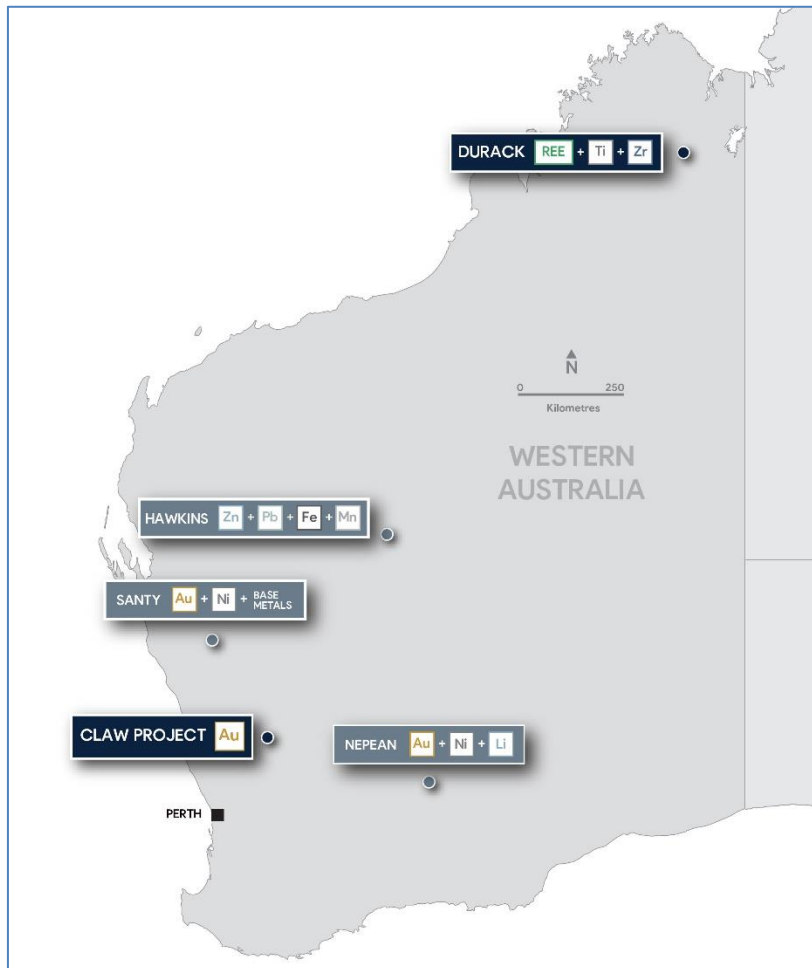 DURACK REE + Ti + Zr
N
0 250
Kilometres
WESTERN
AUSTRALIA
HAWKINS Zn + Pb + Fe + Mn
SANTY Au + Ni + BASE
METALS
CLAW PROJECT Au
NEPEAN Au + Ni + Li
PERTH